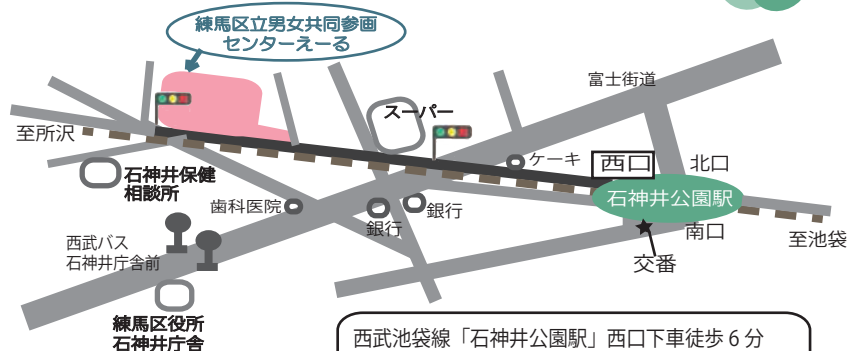 練馬区立男女共同参画
センターえーる
富士街道
スーパー
至所沢
ケーキ
西口
北口
石神井保健
相談所
石神井公園駅
歯科医院
銀行
銀行
南口
至池袋
西武バス
石神井庁舎前
交番
練馬区役所
石神井庁舎
西武池袋線「石神井公園駅」西口下車徒歩 6 分